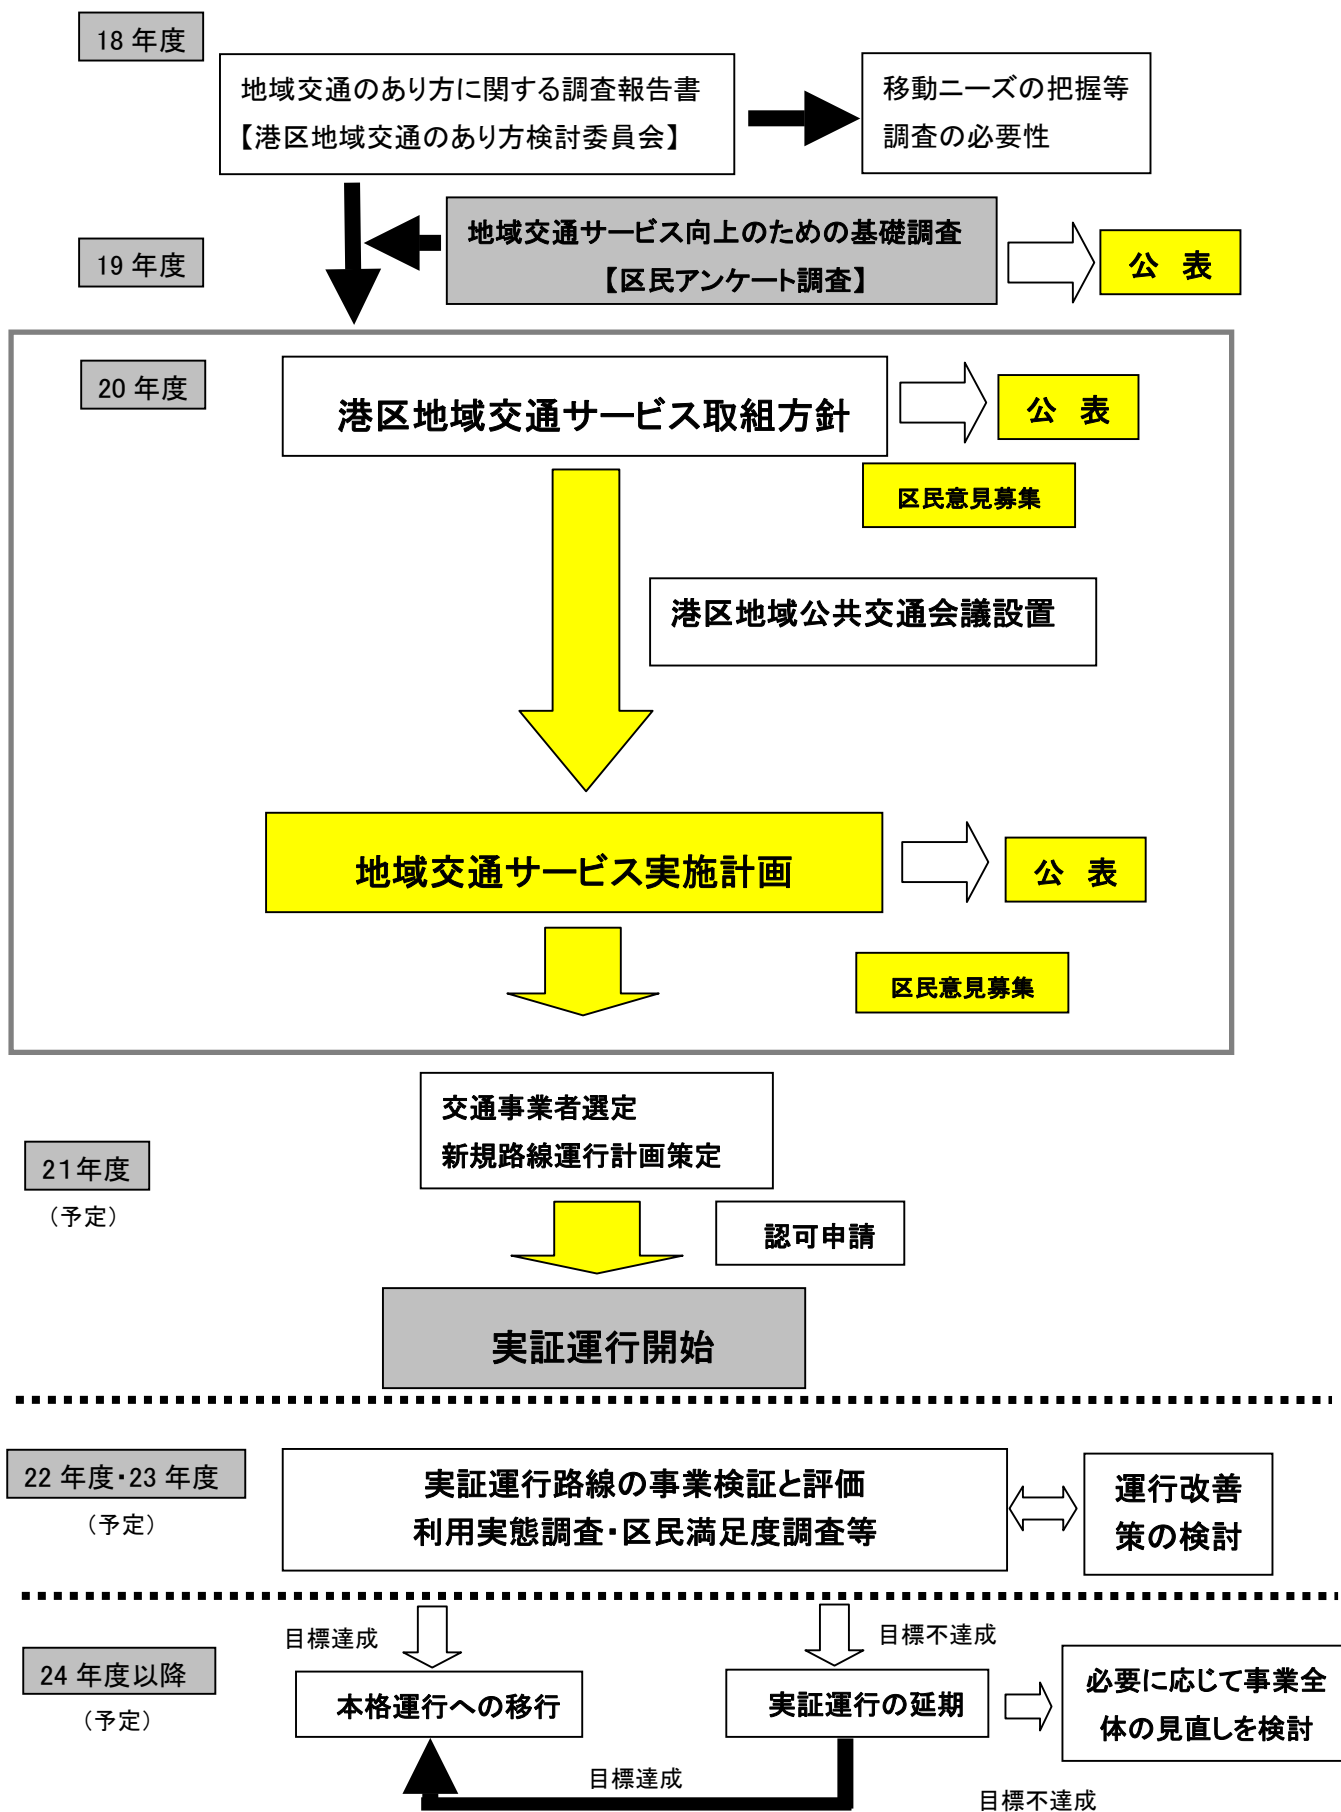 18 年度
地域交通のあり方に関する調査報告書
【港区地域交通のあり方検討委員会】
移動ニーズの把握等
調査の必要性
19 年度
地域交通サービス向上のための基礎調査
【区民アンケート調査】
公 表
20 年度
港区地域交通サービス取組方針
公 表
区民意見募集
港区地域公共交通会議設置
地域交通サービス実施計画
公 表
区民意見募集
21年度
（予定）
交通事業者選定
新規路線運行計画策定
認可申請
実証運行開始
22 年度・23 年度
（予定）
実証運行路線の事業検証と評価
利用実態調査・区民満足度調査等
運行改善
策の検討
24 年度以降
（予定）
目標達成
目標不達成
本格運行への移行
実証運行の延期
必要に応じて事業全
体の見直しを検討
目標達成
目標不達成